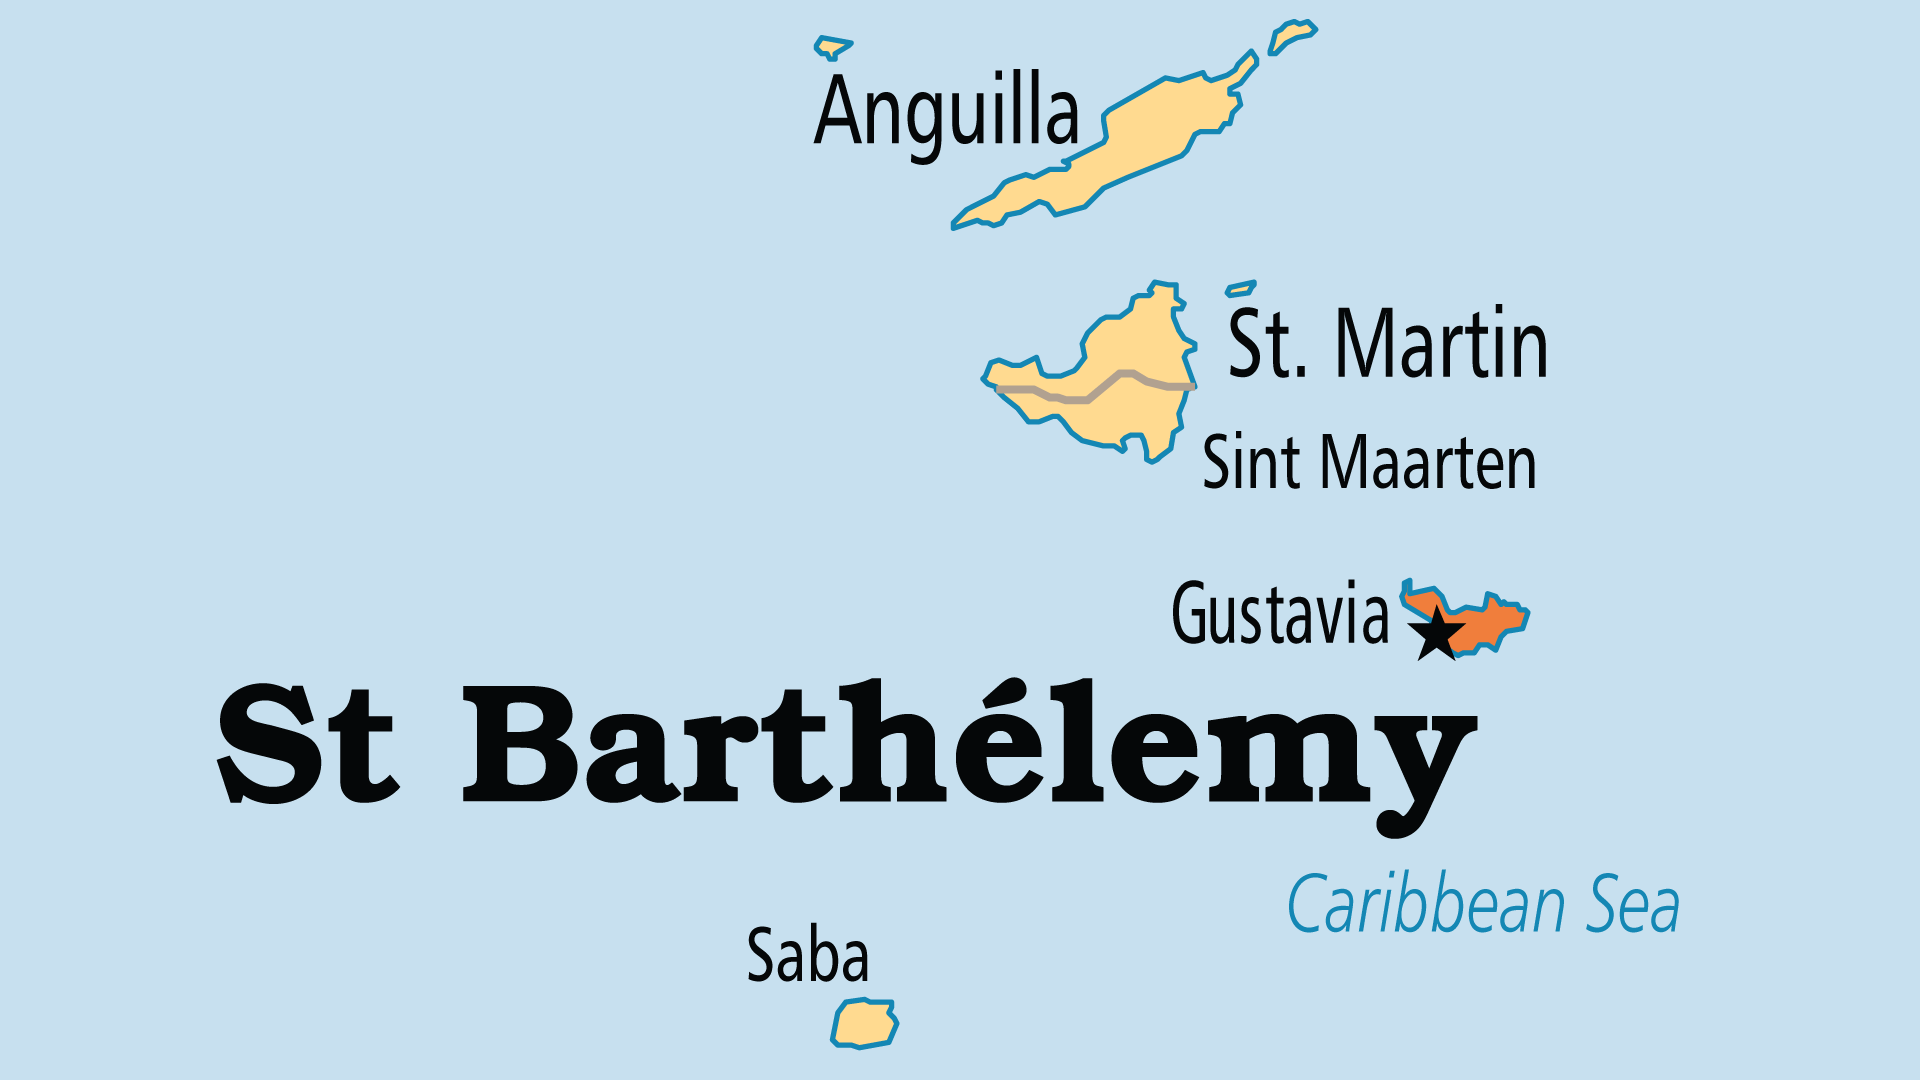 Anguilla
St. Martin
Sint Maarten
Gustavia
St Barthélemy
Caribbean Sea
Saba